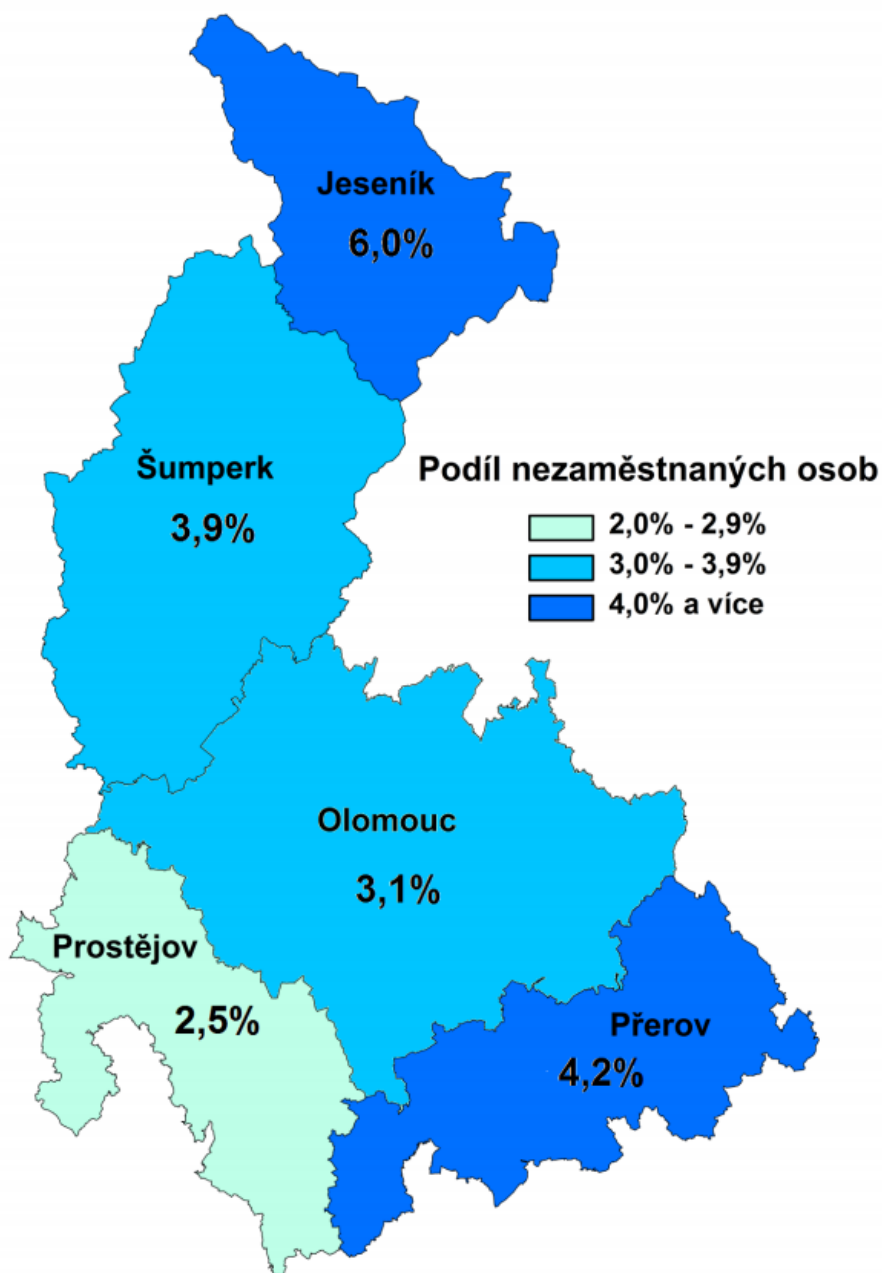 Jeseník
6,0%
Šumperk
3,9%
Podíl nezaměstnaných osob
2,0% - 2,9%
3,0% - 3,9%
4,0% a více
Olomouc
3,1%
Prostějov
2,5%
Přerov
4,2%